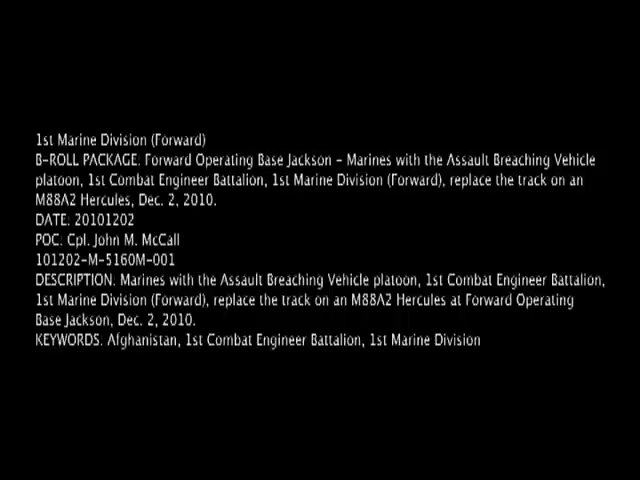 1st Marine Division (Forward)
B-ROLL PACKAGE. Forward Operating Base Jackson - Marines with the Assault Breaching Vehicle
platoon, 1st Combat Engineer Battalion, 1st Marine Division (Forward), replace the track on an
M88A2 Hercules, Dec. 2, 2010.
DATE: 20101202
POC: Cpl. John M. McCall
101202-M-5160M-001
DESCRIPTION. Marines with the Assault Breaching Vehicle platoon, 1st Combat Engineer Battalion,
1st Marine Division (Forward), replace the track on an M88A2 Hercules at Forward Operating
Base Jackson, Dec. 2, 2010.
KEYWORDS. Afghanistan, 1st Combat Engineer Battalion, 1st Marine Division